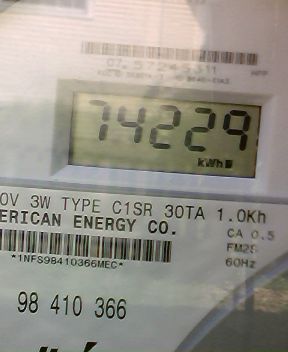 74229
kWh
0V 3W TYPE C1SR 30TA 1.0Kh
ERICAN ENERGY CO.
CA 0.5
*1NFS98410366MEC*
60Hz
98 410 366